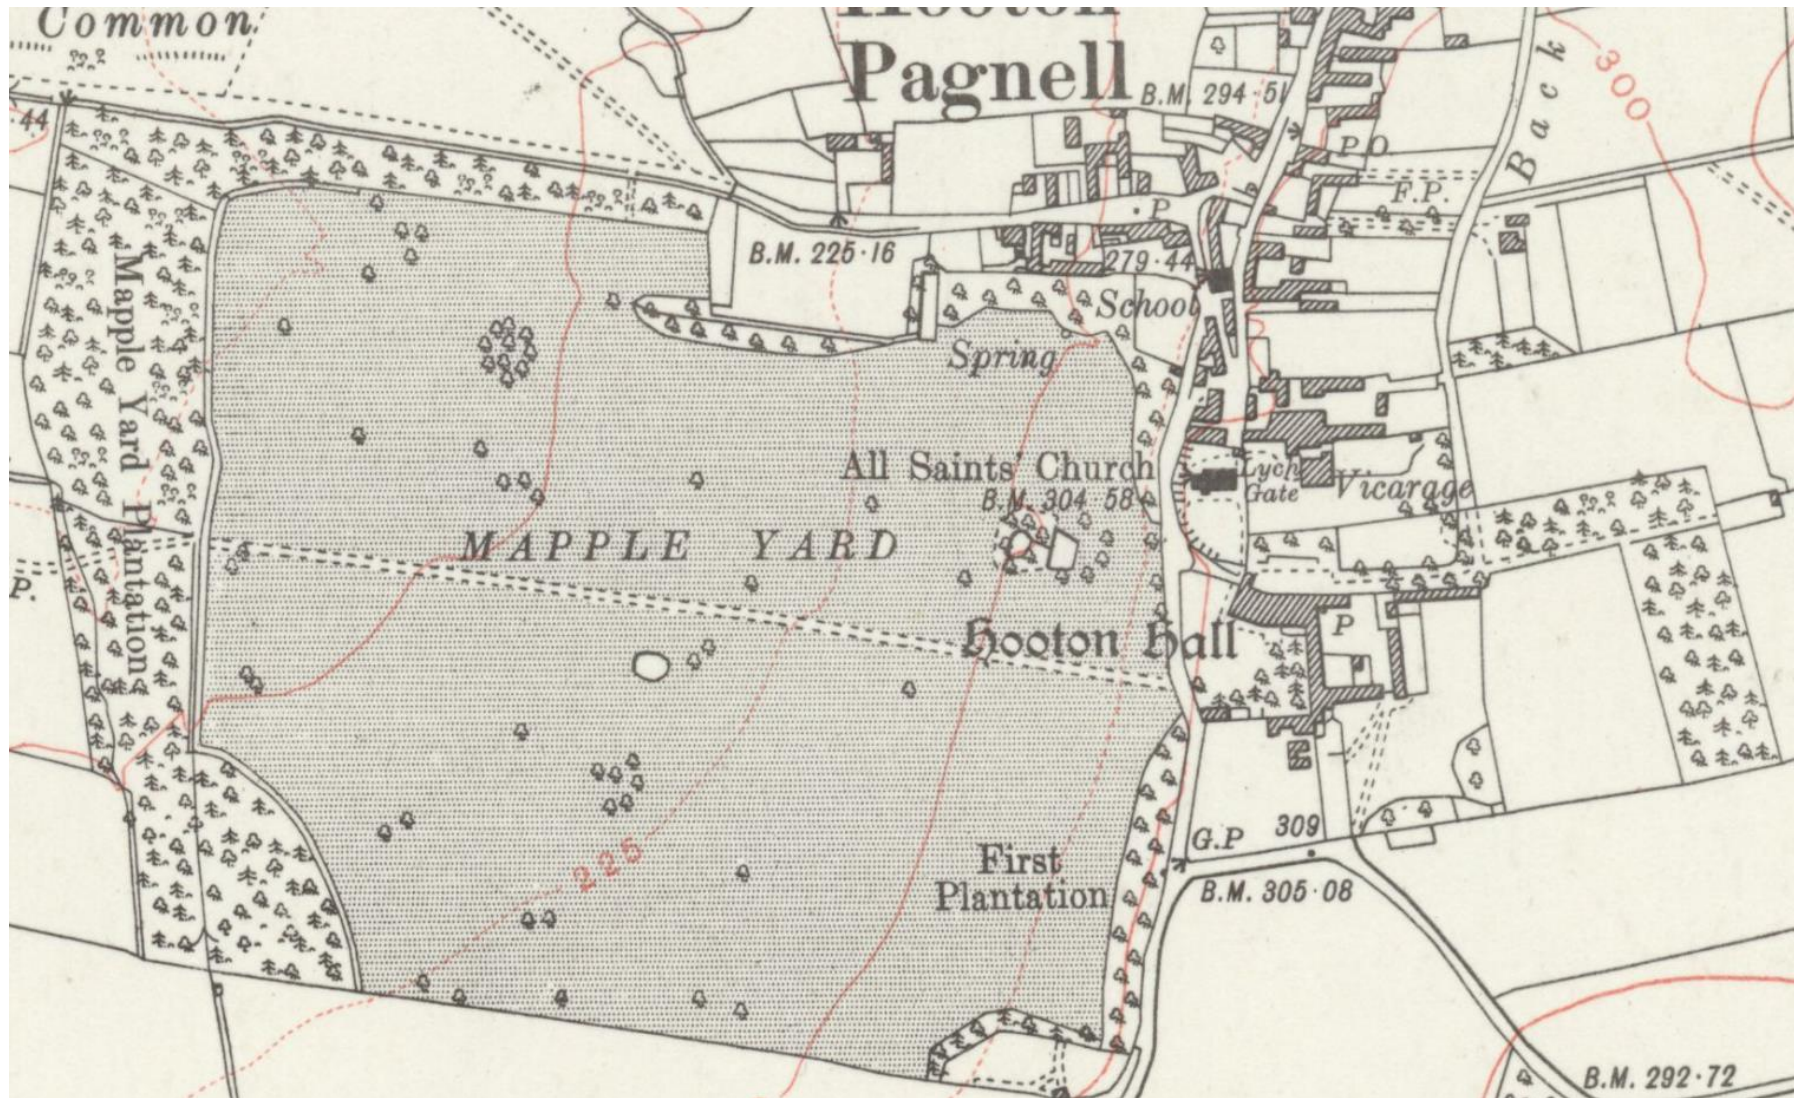 Common
Hooton
Pagnell
B.M. 294·51
300
Back
·44
P.O.
F.P.
P
B.M. 225·16
279·44
School
Spring
Mapple Yard Plantation
All Saints' Church
B.M. 304·58
Lych
Gate
Vicarage
MAPPLE YARD
P.
Hooton Hall
P
225
First
Plantation
G.P
309
B.M. 305·08
B.M. 292·72